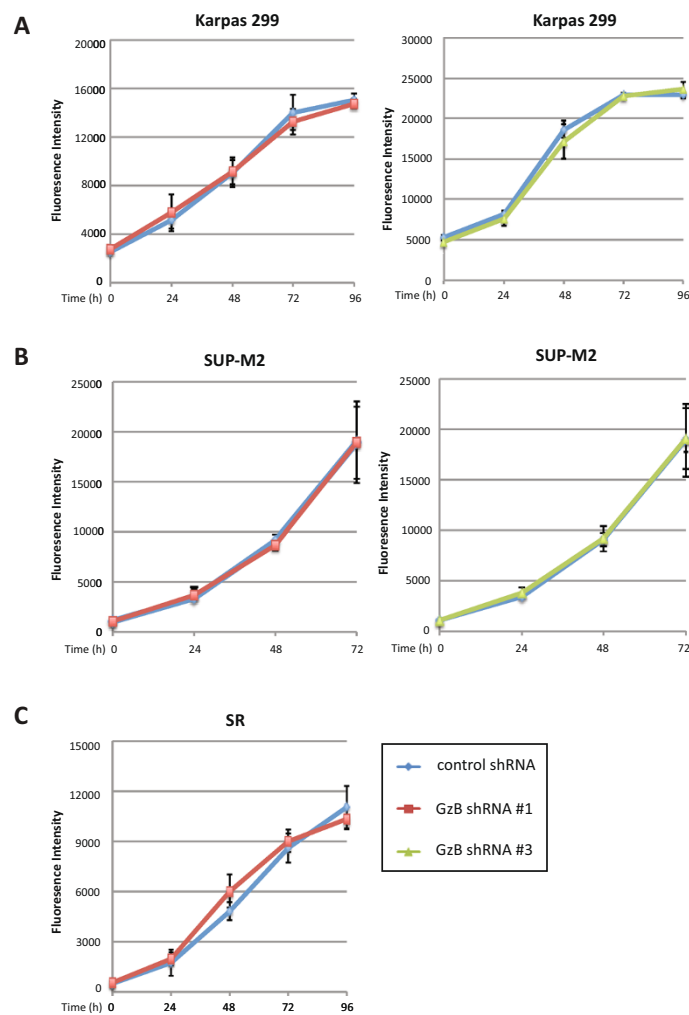 A
Karpas 299
Fluoresence Intensity
20000
16000
12000
8000
4000
0
Time (h)
0 24 48 72 96
Karpas 299
Fluoresence Intensity
30000
25000
20000
15000
10000
5000
0
0 24 48 72 96
B
SUP-M2
Fluoresence Intensity
25000
20000
15000
10000
5000
0
Time (h)
0 24 48 72
SUP-M2
Fluoresence Intensity
25000
20000
15000
10000
5000
0
Time (h)
0 24 48 72
C
SR
Fluoresence Intensity
15000
12000
9000
6000
3000
0
Time (h)
0 24 48 72 96
control shRNA
GzB shRNA #1
GzB shRNA #3